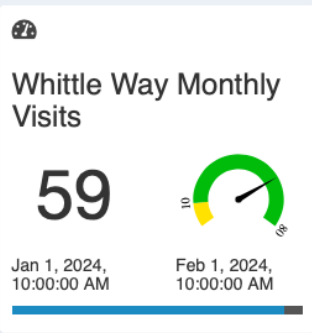 Whittle Way Monthly
Visits
59
10
80
Jan 1, 2024,
10:00:00 AM
Feb 1, 2024,
10:00:00 AM